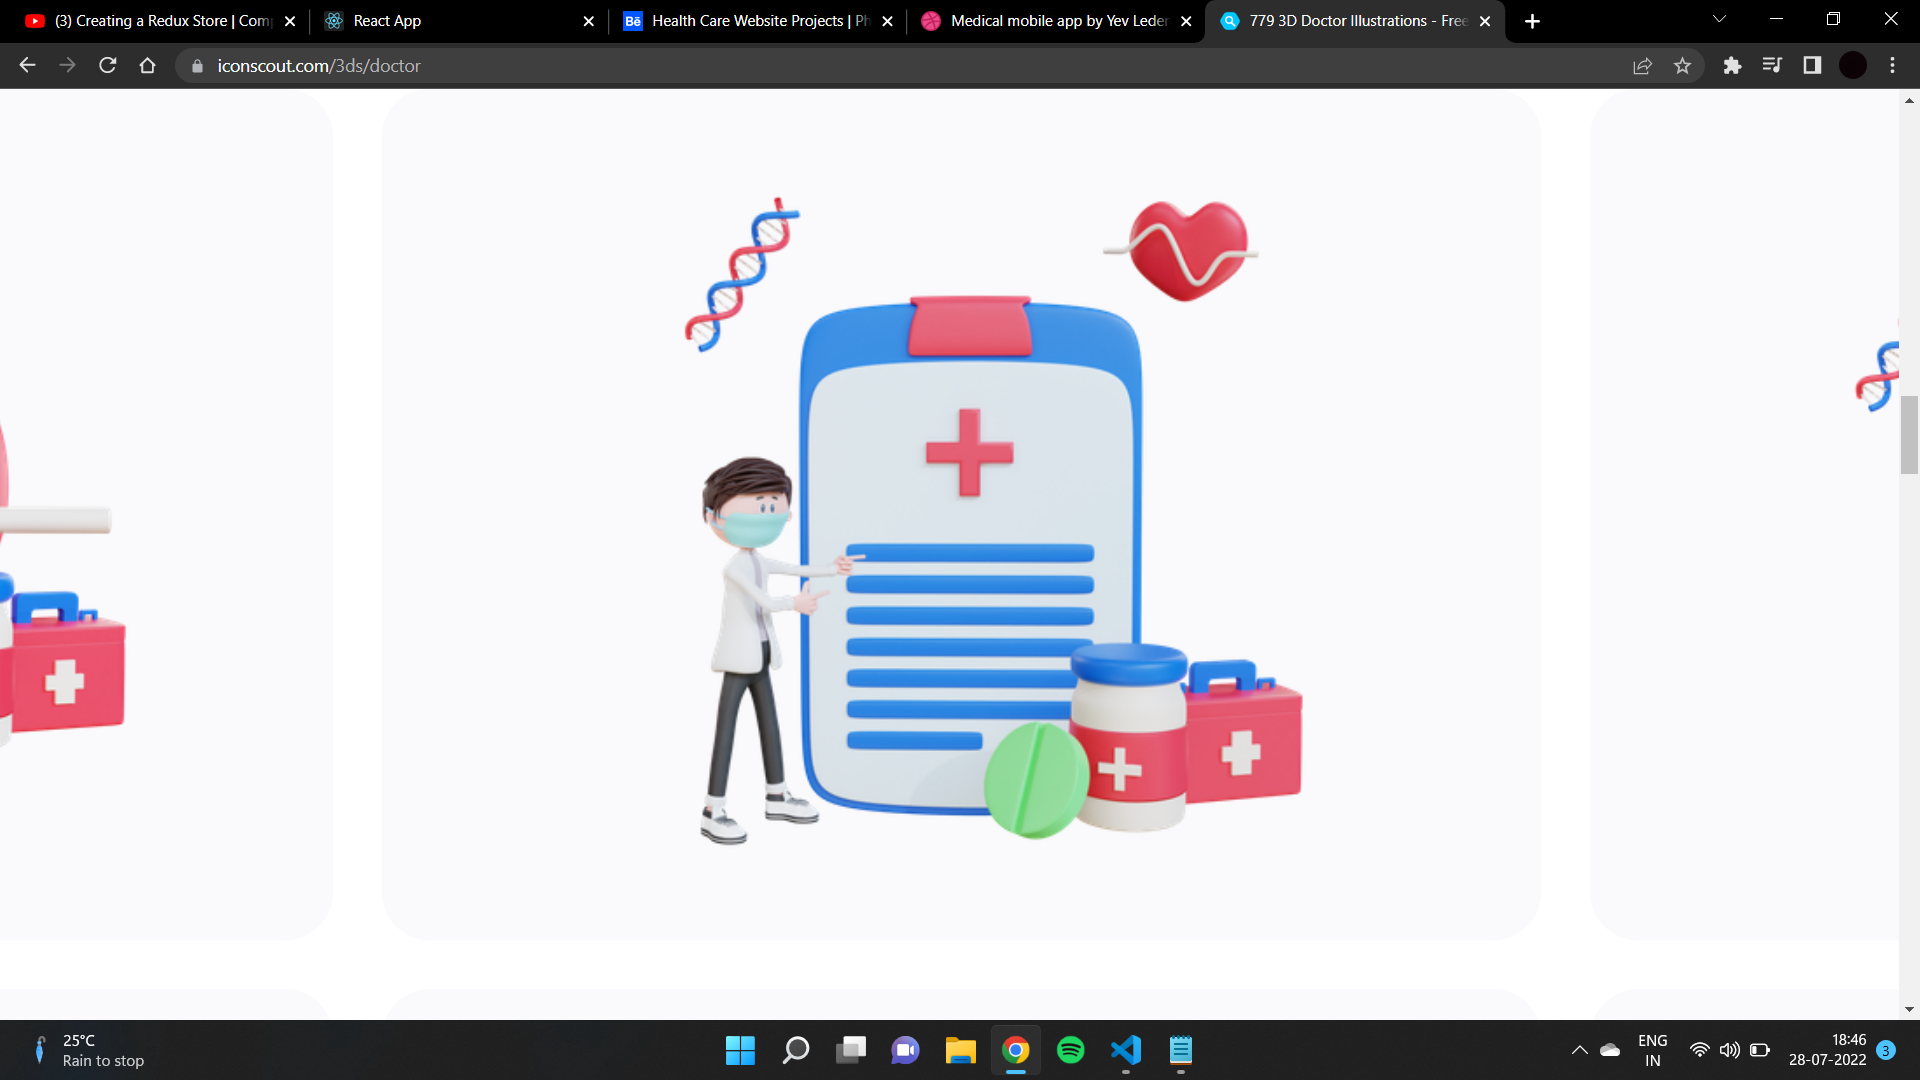 (3) Creating a Redux Store | Comp
React App
Bē
Health Care Website Projects | Ph
Medical mobile app by Yev Leder
779 3D Doctor Illustrations - Free
iconscout.com/3ds/doctor
25°C
Rain to stop
ENG
IN
18:46
28-07-2022
3